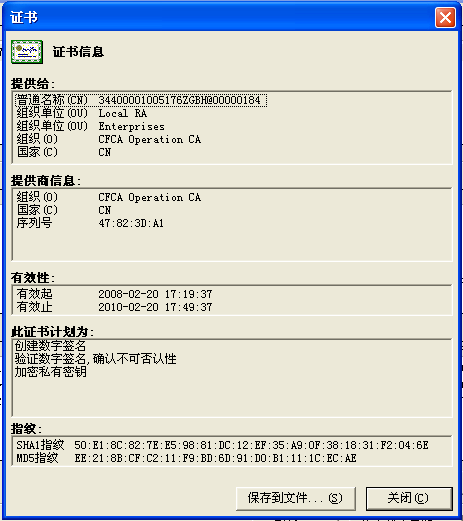 证书
证书信息
提供给:
普通名称(CN) 34400001005176ZGBH@00000184
组织单位(OU) Local RA
组织单位(OU) Enterprises
组织(O) CFCA Operation CA
国家(C) CN
提供商信息:
组织(O) CFCA Operation CA
国家(C) CN
序列号 47:82:3D:A1
有效性:
有效起 2008-02-20 17:19:37
有效止 2010-02-20 17:49:37
此证书计划为:
创建数字签名
验证数字签名,确认不可否认性
加密私有密钥
指纹:
SHA1指纹 50:E1:8C:82:7E:E5:98:81:DC:12:EF:35:A9:0F:38:18:31:F2:04:6E
MD5指纹 EE:21:8B:CF:C2:11:F9:BD:6D:91:D0:B1:11:1C:EC:AE
保存到文件...(S) 关闭(C)